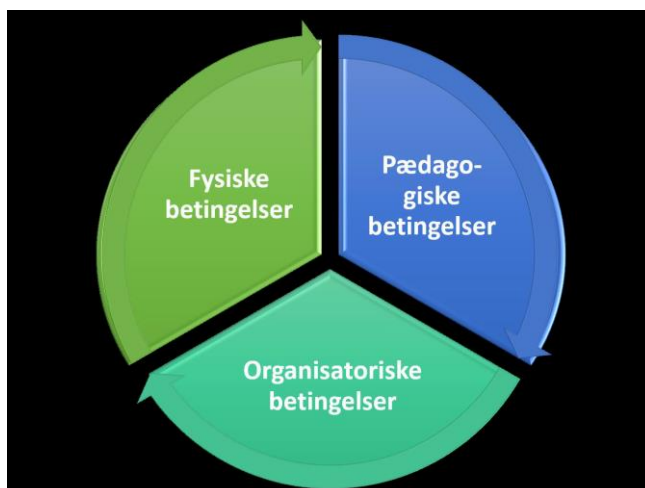 Fysiske
betingelser
Pædago-
giske
betingelser
Organisatoriske
betingelser